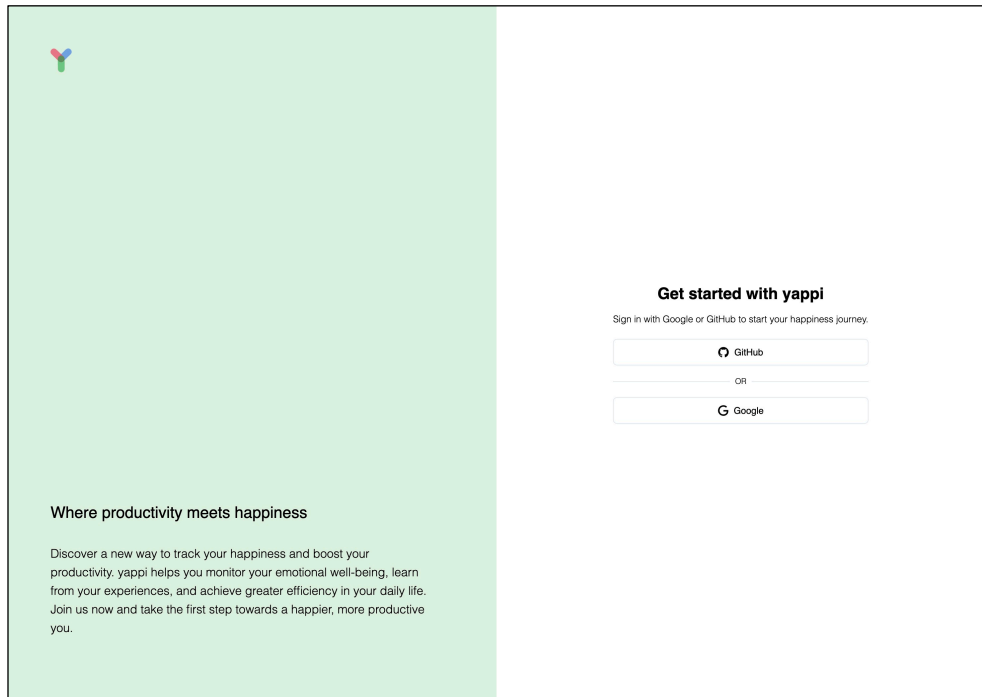 Where productivity meets happiness
Discover a new way to track your happiness and boost your
productivity. yappi helps you monitor your emotional well-being, learn
from your experiences, and achieve greater efficiency in your daily life.
Join us now and take the first step towards a happier, more productive
you.
Get started with yappi
Sign in with Google or GitHub to start your happiness journey.
GitHub
OR
Google